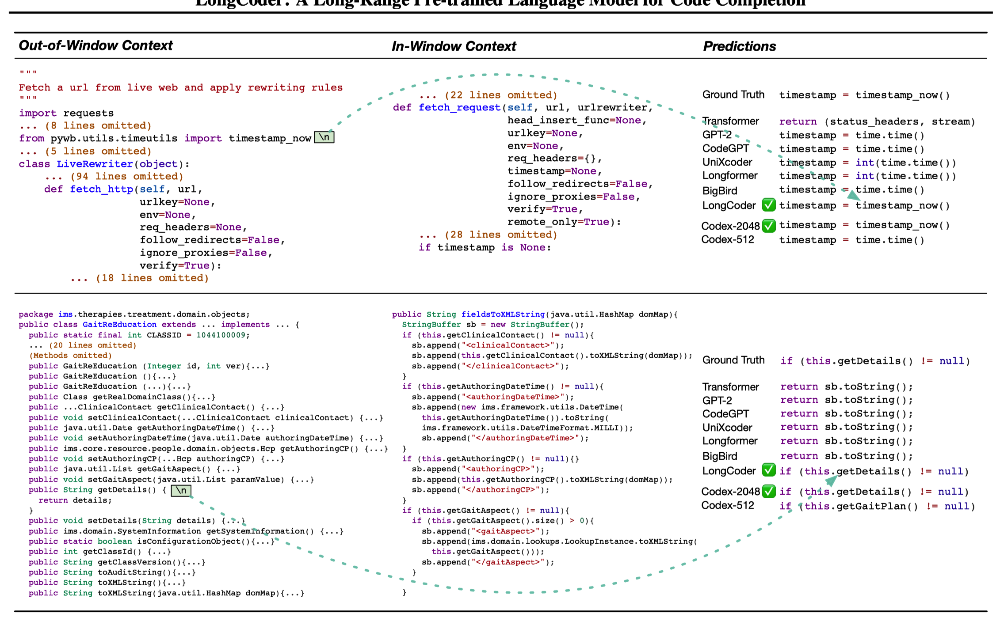 LongCoder: A Long-Range Pre-trained Language Model for Code Completion
Out-of-Window Context
In-Window Context
Predictions
"""
Fetch a url from live web and apply rewriting rules
"""
import requests
... (8 lines omitted)
from pywb.utils.timeutils import timestamp_now \n
... (5 lines omitted)
class LiveRewriter(object):
... (94 lines omitted)
def fetch_http(self, url,
urlkey=None,
env=None,
req_headers=None,
follow_redirects=False,
ignore_proxies=False,
verify=True):
... (18 lines omitted)
... (22 lines omitted)
def fetch_request(self, url, urlrewriter,
head_insert_func=None,
urlkey=None,
env=None,
req_headers={},
timestamp=None,
follow_redirects=False,
ignore_proxies=False,
verify=True,
remote_only=True):
... (28 lines omitted)
if timestamp is None:
Ground Truth timestamp = timestamp_now()
Transformer return (status_headers, stream)
GPT-2 timestamp = time.time()
CodeGPT timestamp = time.time()
UniXcoder timestamp = int(time.time())
Longformer timestamp = int(time.time())
BigBird timestamp = time.time()
LongCoder ✅ timestamp = timestamp_now()
Codex-2048 ✅ timestamp = timestamp_now()
Codex-512 timestamp = time.time()
package ims.therapies.treatment.domain.objects;
public class GaitReEducation extends ... implements ... {
public static final int CLASSID = 1044100009;
... (20 lines omitted)
(Methods omitted)
public GaitReEducation (Integer id, int ver){...}
public GaitReEducation (){...}
public GaitReEducation (...){...}
public Class getRealDomainClass(){...}
public ...ClinicalContact getClinicalContact() {...}
public void setClinicalContact(...ClinicalContact clinicalContact) {...}
public java.util.Date getAuthoringDateTime() {...}
public void setAuthoringDateTime(java.util.Date authoringDateTime) {...}
public ims.core.resource.people.domain.objects.Hcp getAuthoringCP() {...}
public void setAuthoringCP(...Hcp authoringCP) {...}
public java.util.List getGaitAspect() {...}
public void setGaitAspect(java.util.List paramValue) {...}
public String getDetails() { \n
return details;
}
public void setDetails(String details) {...}
public ims.domain.SystemInformation getSystemInformation() {...}
public static boolean isConfigurationObject(){...}
public int getClassId() {...}
public String getClassVersion(){...}
public String toAuditString(){...}
public String toXMLString(){...}
public String toXMLString(java.util.HashMap domMap){...}
public String fieldsToXMLString(java.util.HashMap domMap){
StringBuffer sb = new StringBuffer();
if (this.getClinicalContact() != null){
sb.append("<clinicalContact>");
sb.append(this.getClinicalContact().toXMLString(domMap));
sb.append("</clinicalContact>");
}
if (this.getAuthoringDateTime() != null){
sb.append("<authoringDateTime>");
sb.append(new ims.framework.utils.DateTime(
this.getAuthoringDateTime()).toString(
ims.framework.utils.DateTimeFormat.MILLI));
sb.append("</authoringDateTime>");
}
if (this.getAuthoringCP() != null){}
sb.append("<authoringCP>");
sb.append(this.getAuthoringCP().toXMLString(domMap));
sb.append("</authoringCP>");
}
if (this.getGaitAspect() != null){
if (this.getGaitAspect().size() > 0){
sb.append("<gaitAspect>");
sb.append(ims.domain.lookups.LookupInstance.toXMLString(
this.getGaitAspect()));
sb.append("</gaitAspect>");
}
}
Ground Truth if (this.getDetails() != null)
Transformer return sb.toString();
GPT-2 return sb.toString();
CodeGPT return sb.toString();
UniXcoder return sb.toString();
Longformer return sb.toString();
BigBird return sb.toString();
LongCoder ✅ if (this.getDetails() != null)
Codex-2048 ✅ if (this.getDetails() != null)
Codex-512 if (this.getGaitPlan() != null)